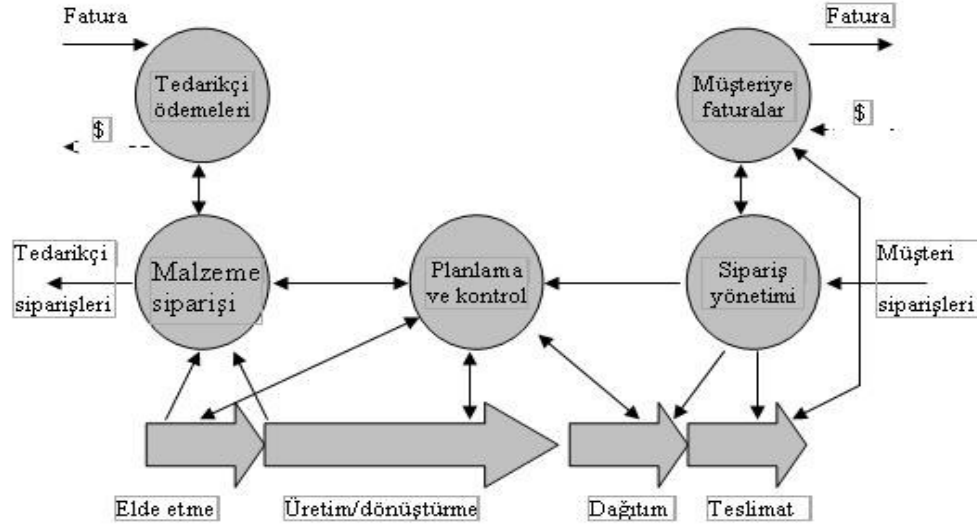 Fatura
Fatura
Tedarikçi
ödemeleri
Müşteriye
faturalar
$
$
Tedarikçi
siparişleri
Malzeme
siparişi
Planlama
ve kontrol
Sipariş
yönetimi
Müşteri
siparişleri
Elde etme
Üretim/dönüştürme
Dağıtım
Teslimat